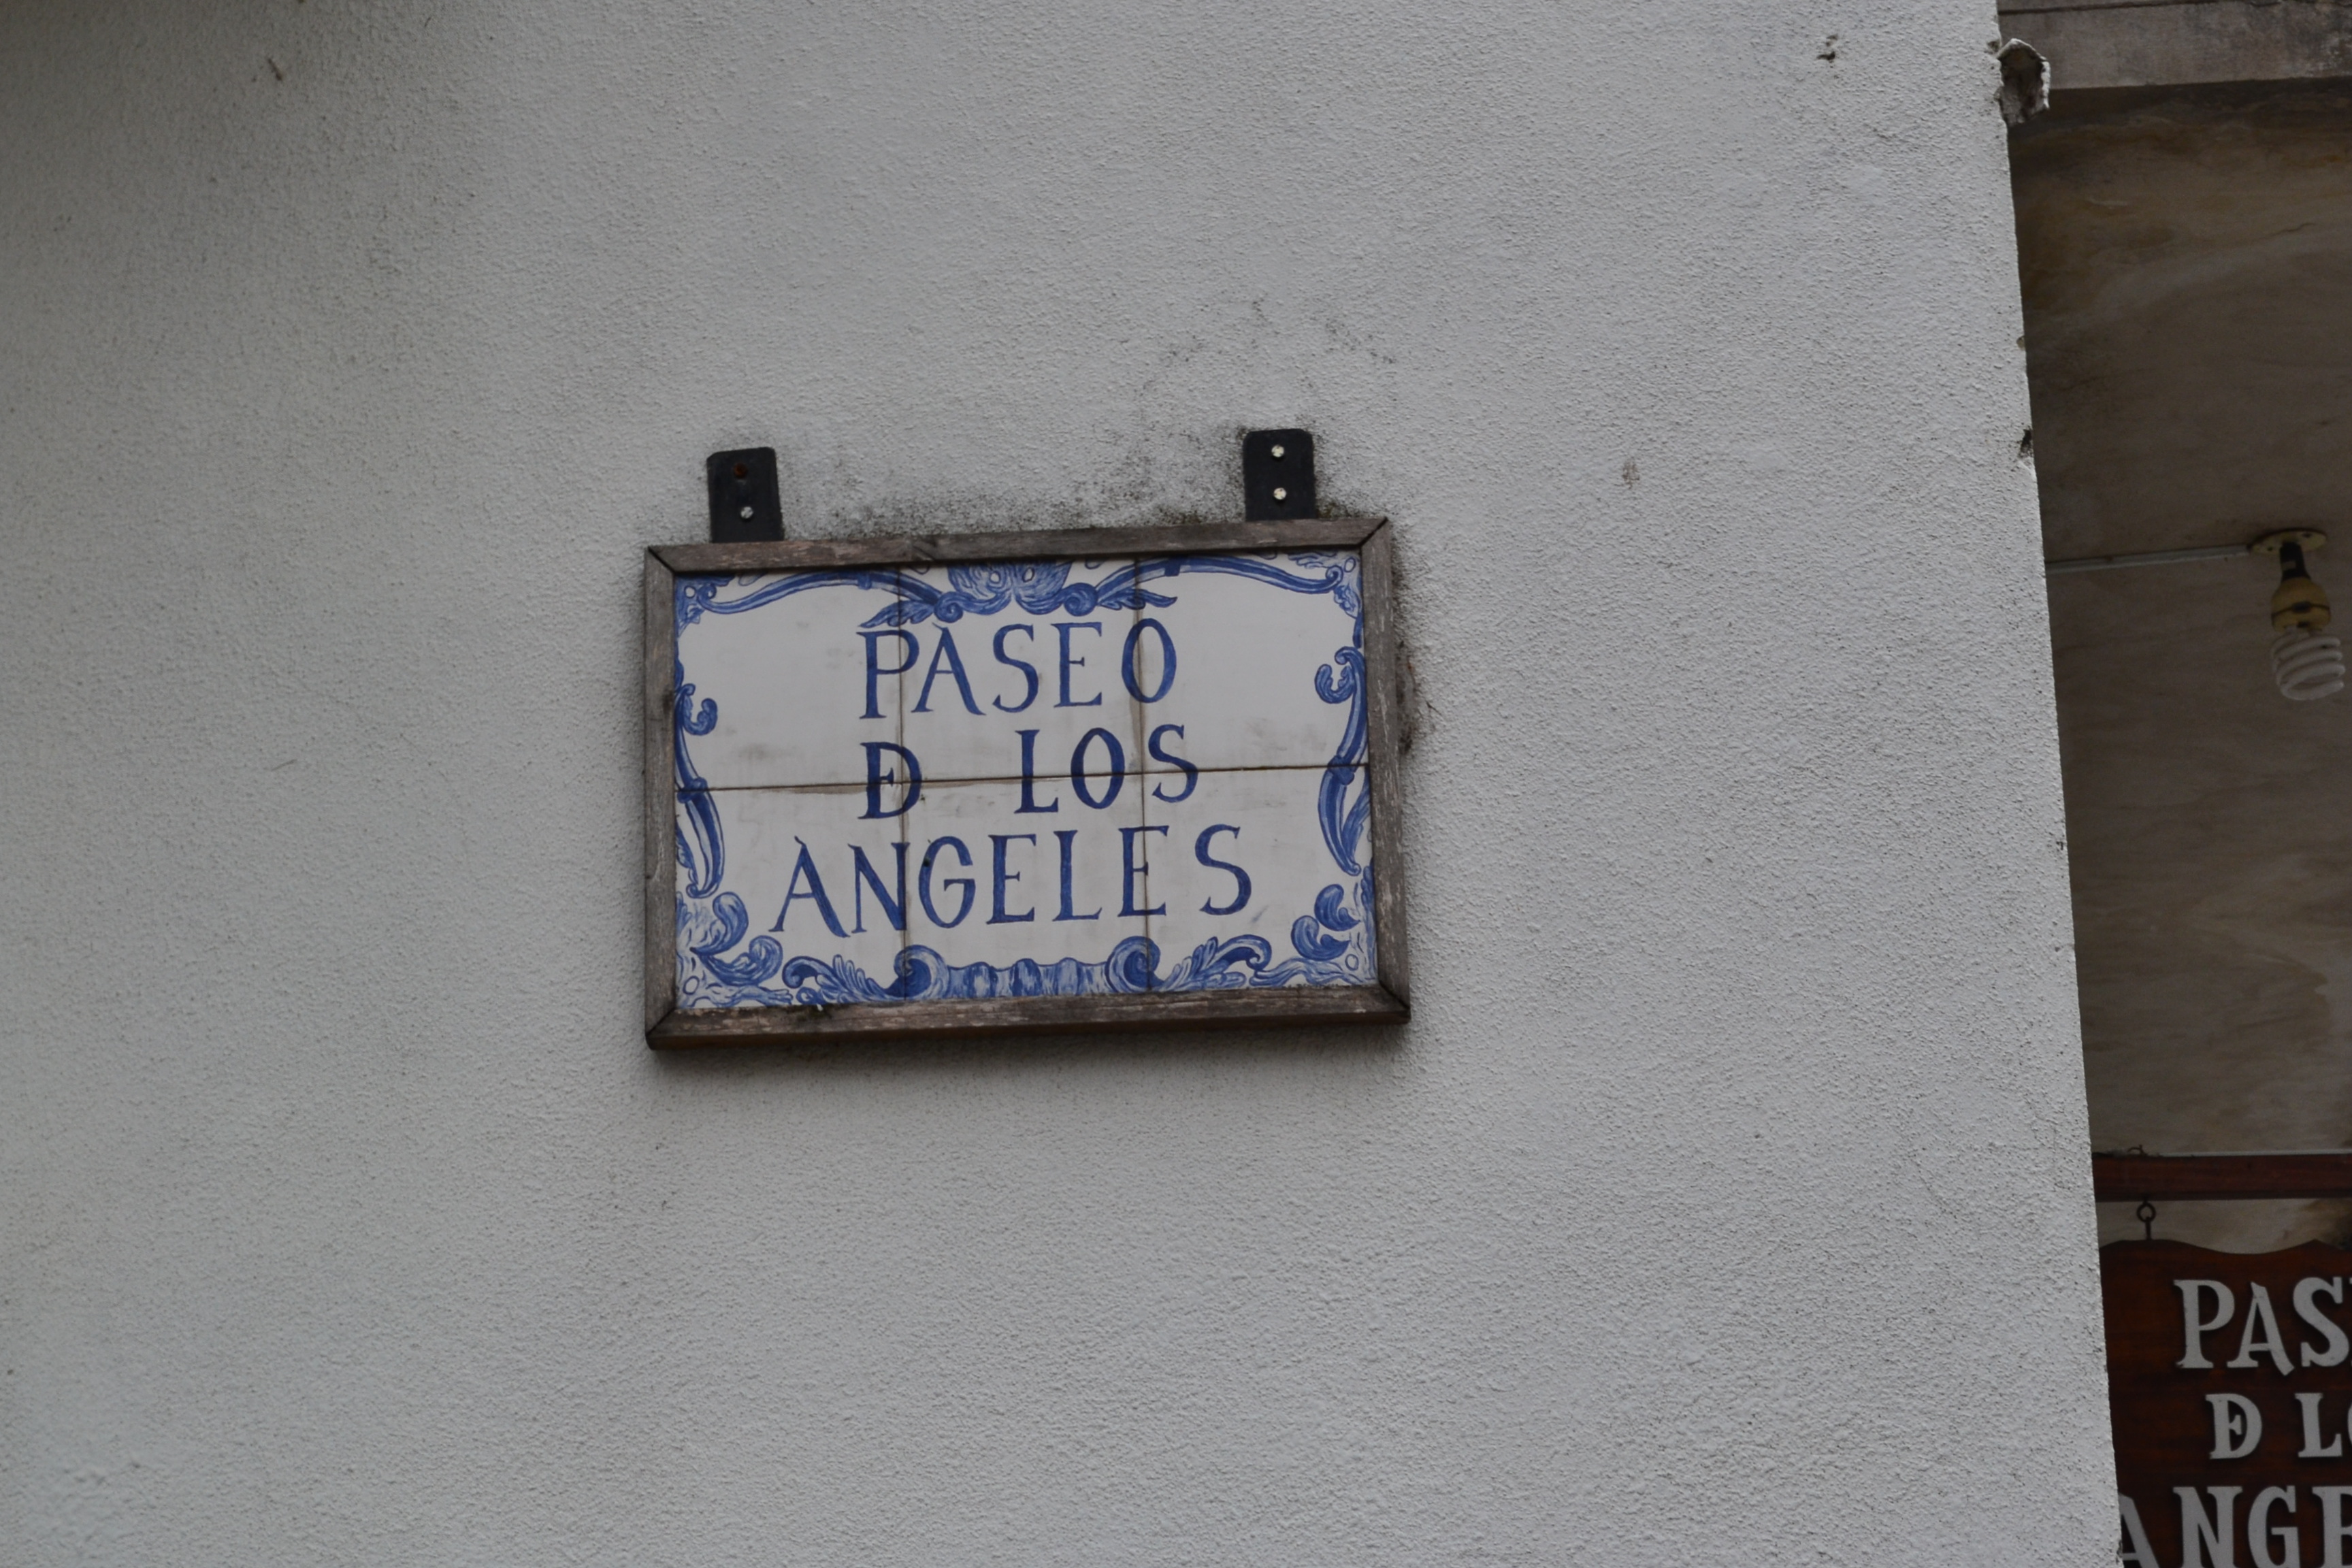 PASEO
Đ LOS
ANGELES
PAS
Đ LO
ANGE